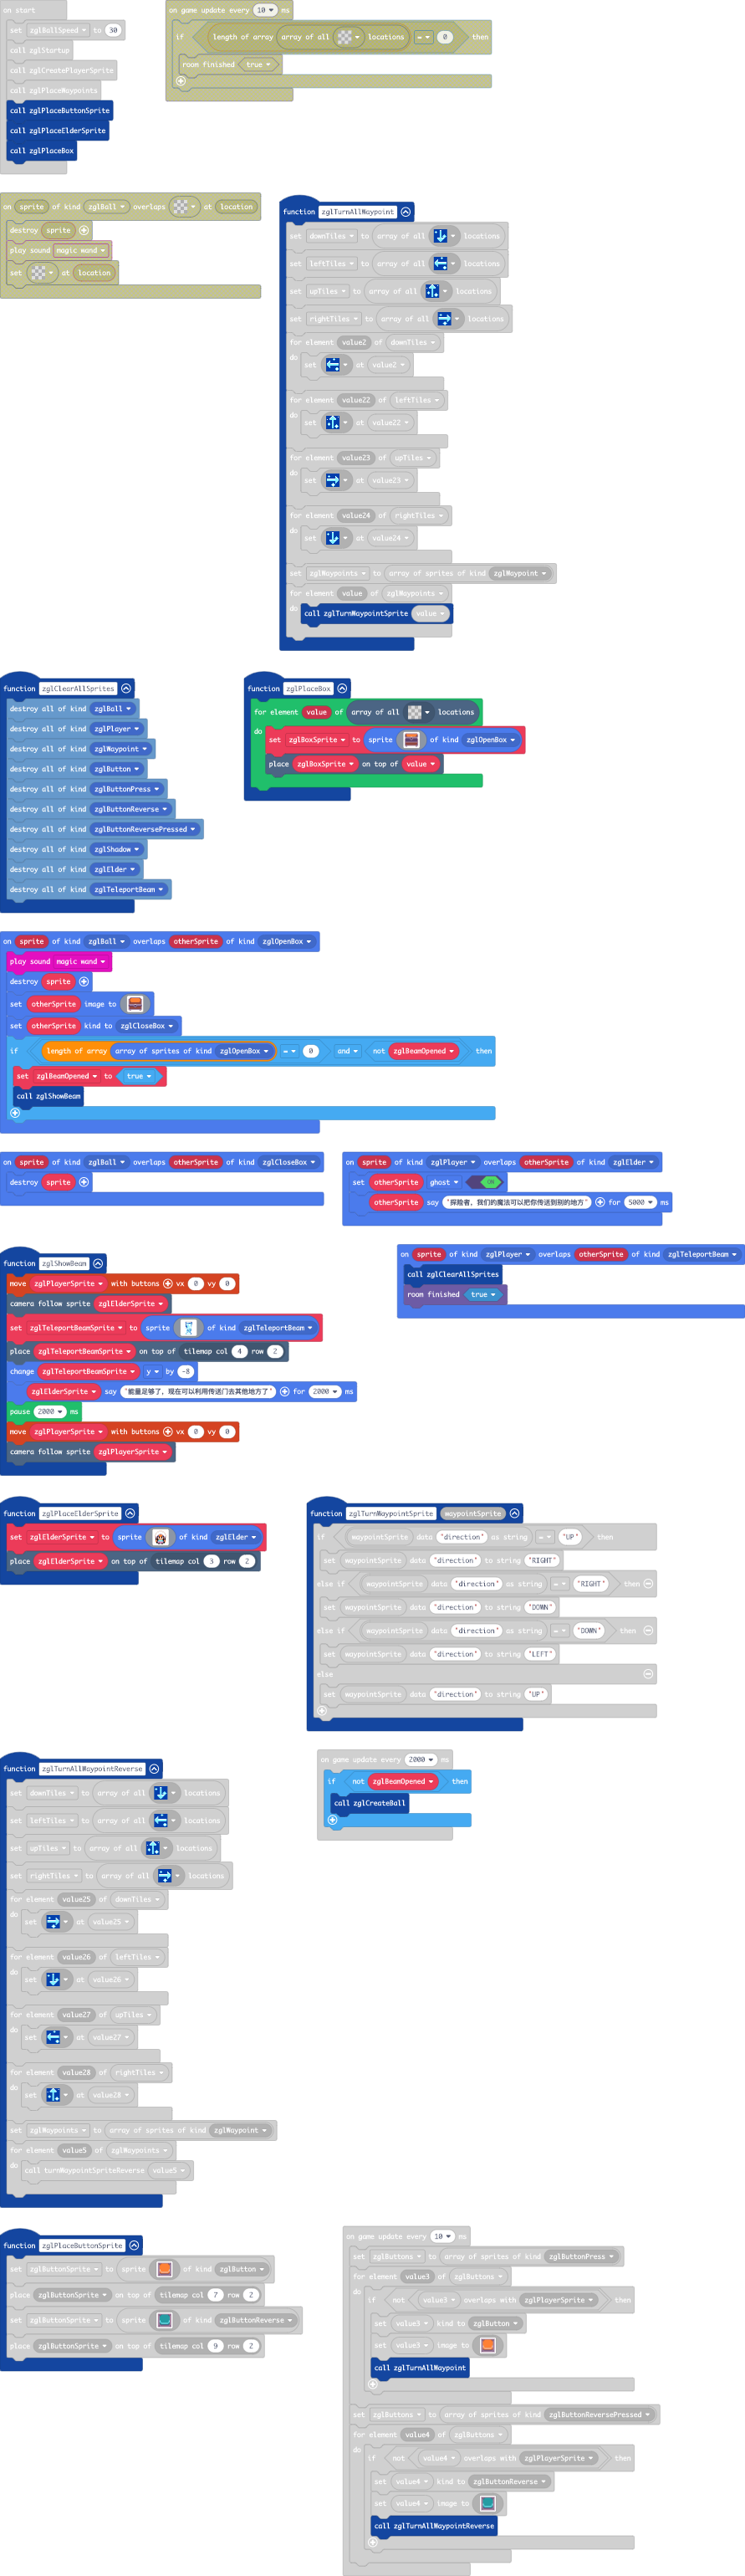 on start
set zglBallSpeed to 30
call zglStartup
call zglCreatePlayerSprite
call zglPlaceWaypoints
call zglPlaceButtonSprite
call zglPlaceElderSprite
call zglPlaceBox
on game update every 10 ms
if length of array array of all locations = 0 then
room finished true
on sprite of kind zglBall overlaps at location
destroy sprite
play sound magic wand
set at location
function zglTurnAllWaypoint
set downTiles to array of all locations
set leftTiles to array of all locations
set upTiles to array of all locations
set rightTiles to array of all locations
for element value2 of downTiles
do
set at value2
for element value22 of leftTiles
do
set at value22
for element value23 of upTiles
do
set at value23
for element value24 of rightTiles
do
set at value24
set zglWaypoints to array of sprites of kind zglWaypoint
for element value of zglWaypoints
do
call zglTurnWaypointSprite value
function zglClearAllSprites
destroy all of kind zglBall
destroy all of kind zglPlayer
destroy all of kind zglWaypoint
destroy all of kind zglButton
destroy all of kind zglButtonPress
destroy all of kind zglButtonReverse
destroy all of kind zglButtonReversePressed
destroy all of kind zglShadow
destroy all of kind zglElder
destroy all of kind zglTeleportBeam
function zglPlaceBox
for element value of array of all locations
do
set zglBoxSprite to sprite of kind zglOpenBox
place zglBoxSprite on top of value
on sprite of kind zglBall overlaps otherSprite of kind zglOpenBox
play sound magic wand
destroy sprite
set otherSprite image to
set otherSprite kind to zglCloseBox
if length of array array of sprites of kind zglOpenBox = 0 and not zglBeamOpened then
set zglBeamOpened to true
call zglShowBeam
on sprite of kind zglBall overlaps otherSprite of kind zglCloseBox
destroy sprite
on sprite of kind zglPlayer overlaps otherSprite of kind zglElder
set otherSprite ghost ON
otherSprite say "探险者，我们的魔法可以把你传送到别的地方" for 5000 ms
function zglShowBeam
move zglPlayerSprite with buttons vx 0 vy 0
camera follow sprite zglElderSprite
set zglTeleportBeamSprite to sprite of kind zglTeleportBeam
place zglTeleportBeamSprite on top of tilemap col 4 row 2
change zglTeleportBeamSprite y by -8
zglElderSprite say "能量足够了，现在可以利用传送门去其他地方了" for 2000 ms
pause 2000 ms
move zglPlayerSprite with buttons vx 0 vy 0
camera follow sprite zglPlayerSprite
on sprite of kind zglPlayer overlaps otherSprite of kind zglTeleportBeam
call zglClearAllSprites
room finished true
function zglPlaceElderSprite
set zglElderSprite to sprite of kind zglElder
place zglElderSprite on top of tilemap col 3 row 2
function zglTurnWaypointSprite waypointSprite
if waypointSprite data "direction" as string = "UP" then
set waypointSprite data "direction" to string "RIGHT"
else if waypointSprite data "direction" as string = "RIGHT" then
set waypointSprite data "direction" to string "DOWN"
else if waypointSprite data "direction" as string = "DOWN" then
set waypointSprite data "direction" to string "LEFT"
else
set waypointSprite data "direction" to string "UP"
function zglTurnAllWaypointReverse
set downTiles to array of all locations
set leftTiles to array of all locations
set upTiles to array of all locations
set rightTiles to array of all locations
for element value25 of downTiles
do
set at value25
for element value26 of leftTiles
do
set at value26
for element value27 of upTiles
do
set at value27
for element value28 of rightTiles
do
set at value28
set zglWaypoints to array of sprites of kind zglWaypoint
for element value5 of zglWaypoints
do
call turnWaypointSpriteReverse value5
on game update every 2000 ms
if not zglBeamOpened then
call zglCreateBall
function zglPlaceButtonSprite
set zglButtonSprite to sprite of kind zglButton
place zglButtonSprite on top of tilemap col 7 row 2
set zglButtonSprite to sprite of kind zglButtonReverse
place zglButtonSprite on top of tilemap col 9 row 2
on game update every 10 ms
set zglButtons to array of sprites of kind zglButtonPress
for element value3 of zglButtons
do
if not value3 overlaps with zglPlayerSprite then
set value3 kind to zglButton
set value3 image to
call zglTurnAllWaypoint
set zglButtons to array of sprites of kind zglButtonReversePressed
for element value4 of zglButtons
do
if not value4 overlaps with zglPlayerSprite then
set value4 kind to zglButtonReverse
set value4 image to
call zglTurnAllWaypointReverse